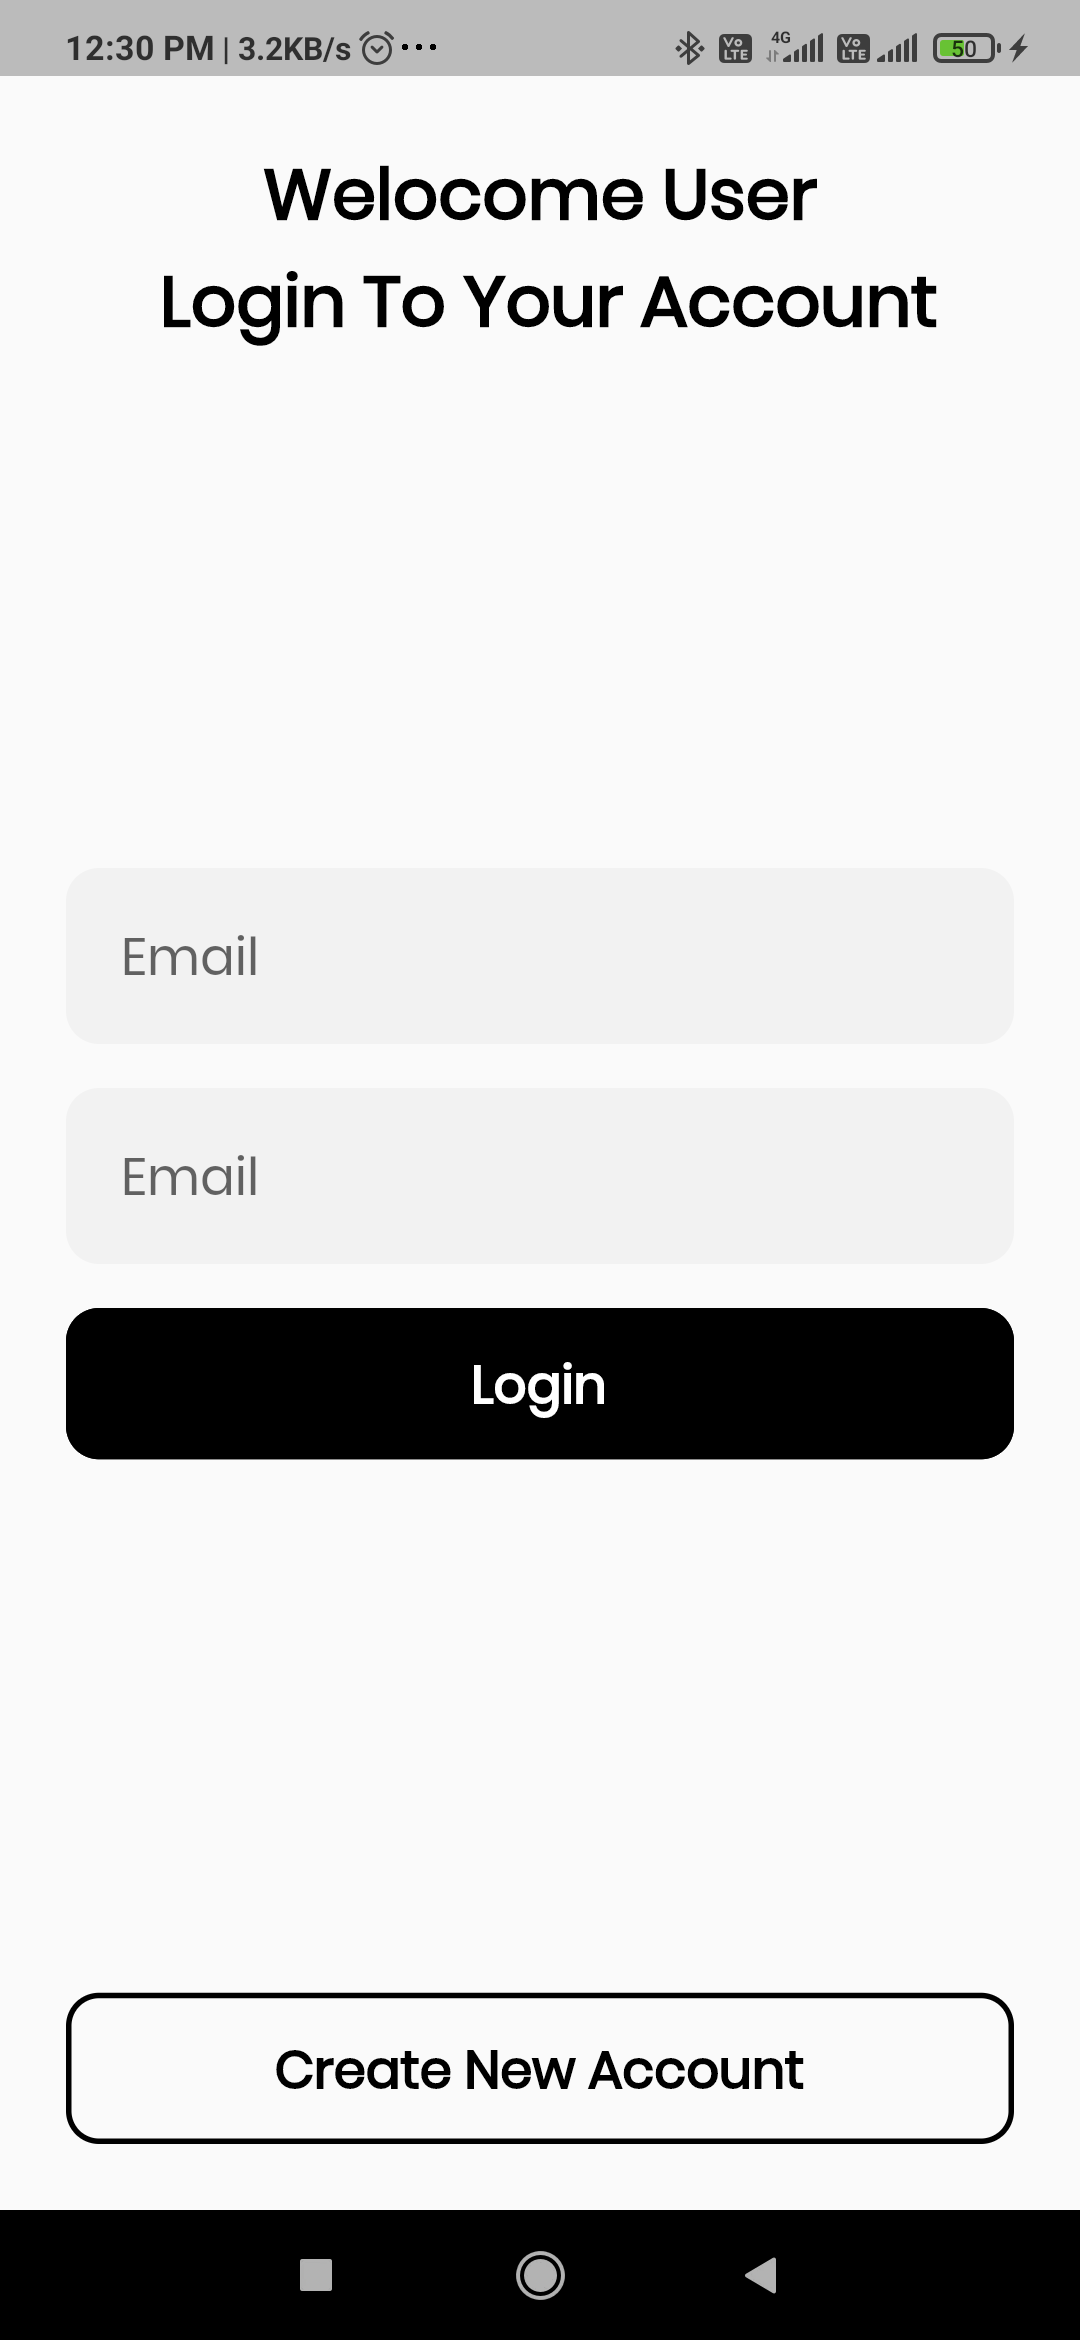 12:30 PM | 3.2KB/s ... Vo LTE 4G Vo LTE 50
Welocome User
Login To Your Account
Email
Email
Login
Create New Account